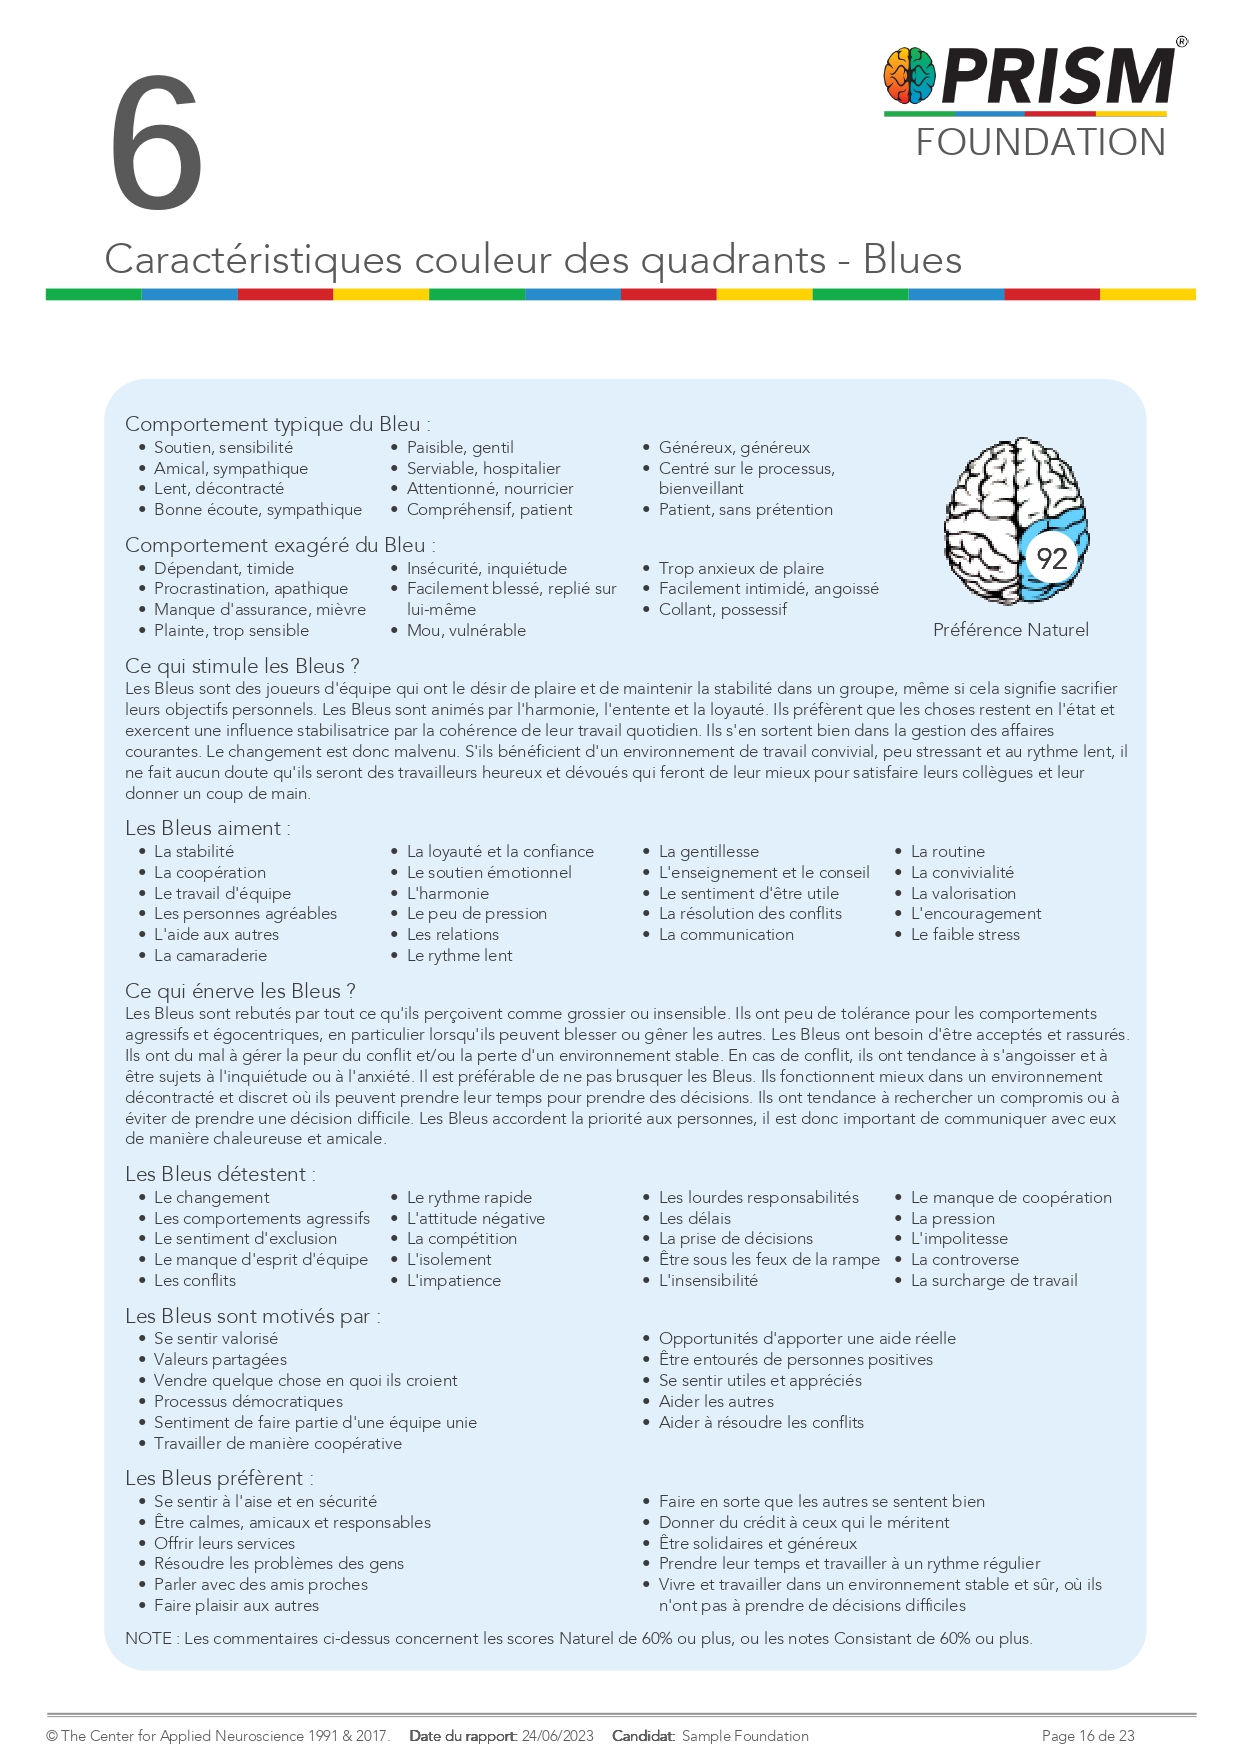 6
PRISM®
FOUNDATION
Caractéristiques couleur des quadrants - Blues
Comportement typique du Bleu :
• Soutien, sensibilité
• Amical, sympathique
• Lent, décontracté
• Bonne écoute, sympathique
• Paisible, gentil
• Serviable, hospitalier
• Attentionné, nourricier
• Compréhensif, patient
• Généreux, généreux
• Centré sur le processus,
bienveillant
• Patient, sans prétention
Comportement exagéré du Bleu :
• Dépendant, timide
• Procrastination, apathique
• Manque d'assurance, mièvre
• Plainte, trop sensible
• Insécurité, inquiétude
• Facilement blessé, replié sur
lui-même
• Mou, vulnérable
• Trop anxieux de plaire
• Facilement intimidé, angoissé
• Collant, possessif
92
Préférence Naturel
Ce qui stimule les Bleus ?
Les Bleus sont des joueurs d'équipe qui ont le désir de plaire et de maintenir la stabilité dans un groupe, même si cela signifie sacrifier
leurs objectifs personnels. Les Bleus sont animés par l'harmonie, l'entente et la loyauté. Ils préfèrent que les choses restent en l'état et
exercent une influence stabilisatrice par la cohérence de leur travail quotidien. Ils s'en sortent bien dans la gestion des affaires
courantes. Le changement est donc malvenu. S'ils bénéficient d'un environnement de travail convivial, peu stressant et au rythme lent, il
ne fait aucun doute qu'ils seront des travailleurs heureux et dévoués qui feront de leur mieux pour satisfaire leurs collègues et leur
donner un coup de main.
Les Bleus aiment :
• La stabilité
• La coopération
• Le travail d'équipe
• Les personnes agréables
• L'aide aux autres
• La camaraderie
• La loyauté et la confiance
• Le soutien émotionnel
• L'harmonie
• Le peu de pression
• Les relations
• Le rythme lent
• La gentillesse
• L'enseignement et le conseil
• Le sentiment d'être utile
• La résolution des conflits
• La communication
• La routine
• La convivialité
• La valorisation
• L'encouragement
• Le faible stress
Ce qui énerve les Bleus ?
Les Bleus sont rebutés par tout ce qu'ils perçoivent comme grossier ou insensible. Ils ont peu de tolérance pour les comportements
agressifs et égocentriques, en particulier lorsqu'ils peuvent blesser ou gêner les autres. Les Bleus ont besoin d'être acceptés et rassurés.
Ils ont du mal à gérer la peur du conflit et/ou la perte d'un environnement stable. En cas de conflit, ils ont tendance à s'angoisser et à
être sujets à l'inquiétude ou à l'anxiété. Il est préférable de ne pas brusquer les Bleus. Ils fonctionnent mieux dans un environnement
décontracté et discret où ils peuvent prendre leur temps pour prendre des décisions. Ils ont tendance à rechercher un compromis ou à
éviter de prendre une décision difficile. Les Bleus accordent la priorité aux personnes, il est donc important de communiquer avec eux
de manière chaleureuse et amicale.
Les Bleus détestent :
• Le changement
• Les comportements agressifs
• Le sentiment d'exclusion
• Le manque d'esprit d'équipe
• Les conflits
• Le rythme rapide
• L'attitude négative
• La compétition
• L'isolement
• L'impatience
• Les lourdes responsabilités
• Les délais
• La prise de décisions
• Être sous les feux de la rampe
• L'insensibilité
• Le manque de coopération
• La pression
• L'impolitesse
• La controverse
• La surcharge de travail
Les Bleus sont motivés par :
• Se sentir valorisé
• Valeurs partagées
• Vendre quelque chose en quoi ils croient
• Processus démocratiques
• Sentiment de faire partie d'une équipe unie
• Travailler de manière coopérative
• Opportunités d'apporter une aide réelle
• Être entourés de personnes positives
• Se sentir utiles et appréciés
• Aider les autres
• Aider à résoudre les conflits
Les Bleus préfèrent :
• Se sentir à l'aise et en sécurité
• Être calmes, amicaux et responsables
• Offrir leurs services
• Résoudre les problèmes des gens
• Parler avec des amis proches
• Faire plaisir aux autres
• Faire en sorte que les autres se sentent bien
• Donner du crédit à ceux qui le méritent
• Être solidaires et généreux
• Prendre leur temps et travailler à un rythme régulier
• Vivre et travailler dans un environnement stable et sûr, où ils
n'ont pas à prendre de décisions difficiles
NOTE : Les commentaires ci-dessus concernent les scores Naturel de 60% ou plus, ou les notes Consistant de 60% ou plus.
© The Center for Applied Neuroscience 1991 & 2017. Date du rapport: 24/06/2023 Candidat: Sample Foundation Page 16 de 23